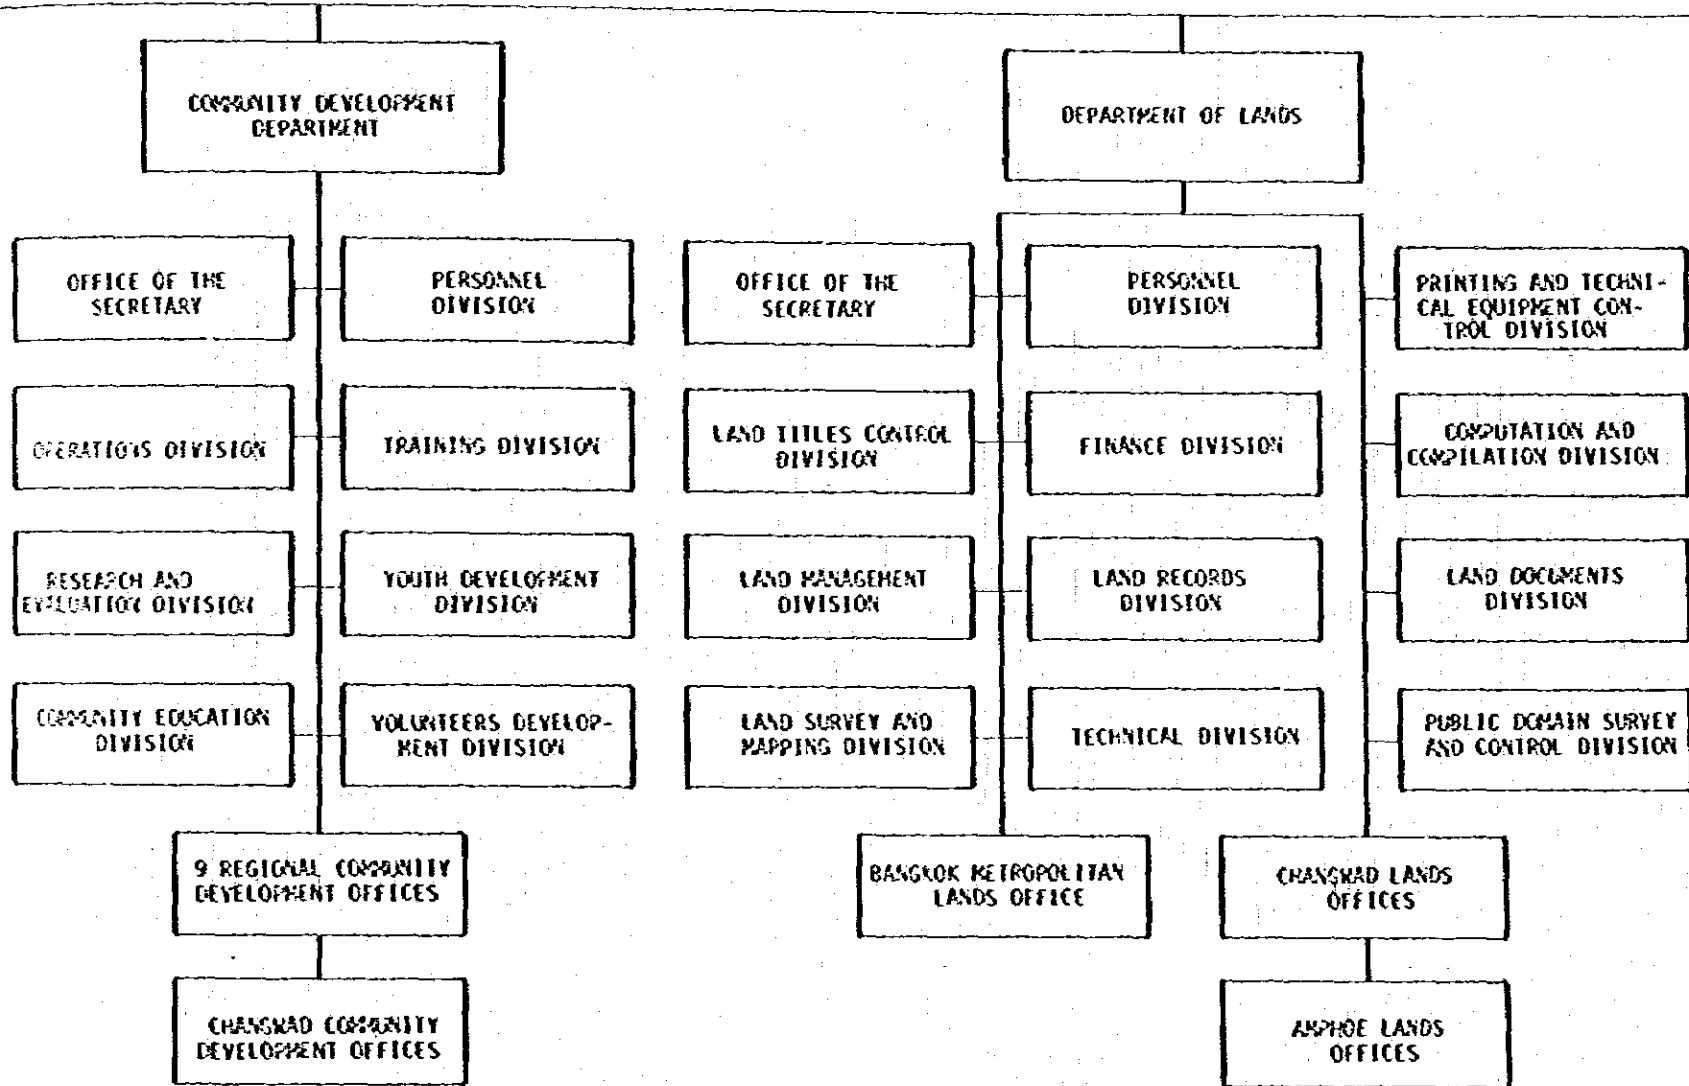 COMMUNITY DEVELOPMENT
DEPARTMENT
DEPARTMENT OF LANDS
OFFICE OF THE
SECRETARY
PERSONNEL
DIVISION
OPERATIONS DIVISION
TRAINING DIVISION
RESEARCH AND
EVALUATION DIVISION
YOUTH DEVELOPMENT
DIVISION
COMMUNITY EDUCATION
DIVISION
VOLUNTEERS DEVELOP-
MENT DIVISION
9 REGIONAL COMMUNITY
DEVELOPMENT OFFICES
CHANGWAD COMMUNITY
DEVELOPMENT OFFICES
OFFICE OF THE
SECRETARY
PERSONNEL
DIVISION
PRINTING AND TECHNI-
CAL EQUIPMENT CON-
TROL DIVISION
LAND TITLES CONTROL
DIVISION
FINANCE DIVISION
COMPUTATION AND
COMPILATION DIVISION
LAND MANAGEMENT
DIVISION
LAND RECORDS
DIVISION
LAND DOCUMENTS
DIVISION
LAND SURVEY AND
MAPPING DIVISION
TECHNICAL DIVISION
PUBLIC DOMAIN SURVEY
AND CONTROL DIVISION
BANGKOK METROPOLITAN
LANDS OFFICE
CHANGWAD LANDS
OFFICES
AMPHOE LANDS
OFFICES